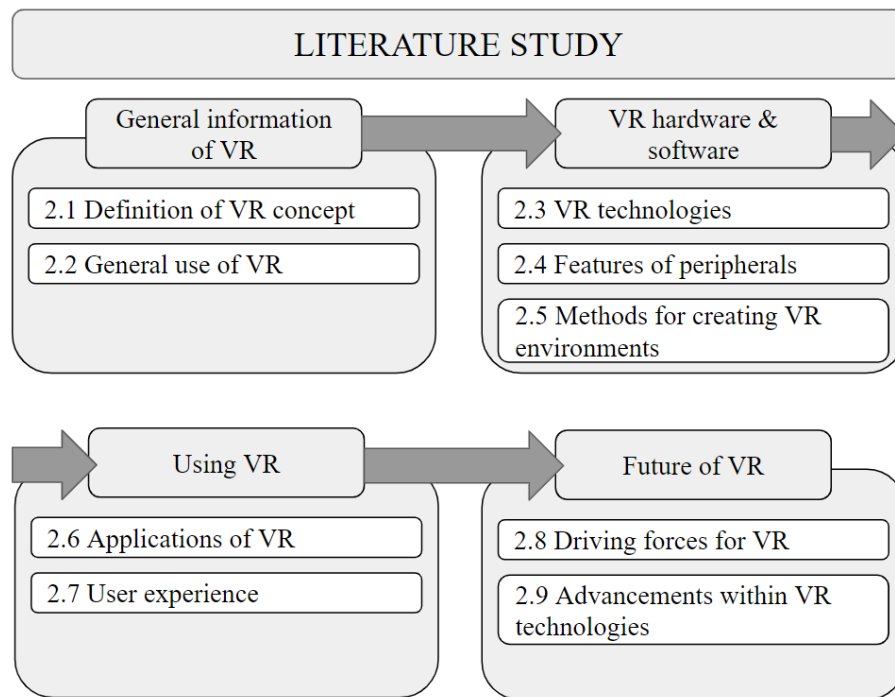 LITERATURE STUDY
General information
of VR
2.1 Definition of VR concept
2.2 General use of VR
VR hardware &
software
2.3 VR technologies
2.4 Features of peripherals
2.5 Methods for creating VR
environments
Using VR
2.6 Applications of VR
2.7 User experience
Future of VR
2.8 Driving forces for VR
2.9 Advancements within VR
technologies